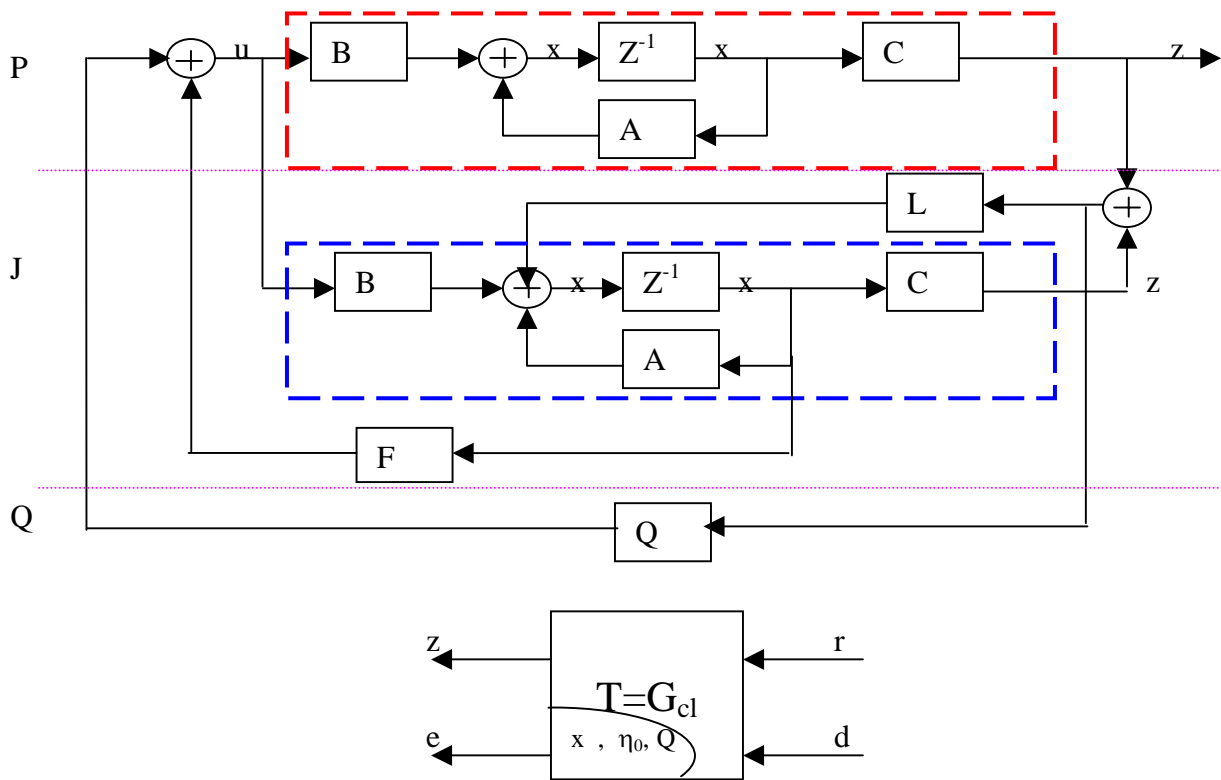 P
u
B
+
x
Z-1
x
C
z
+
A
L
+
J
B
+
x
Z-1
x
C
z
A
F
Q
Q
z
r
T=Gcl
x , η0, Q
e
d